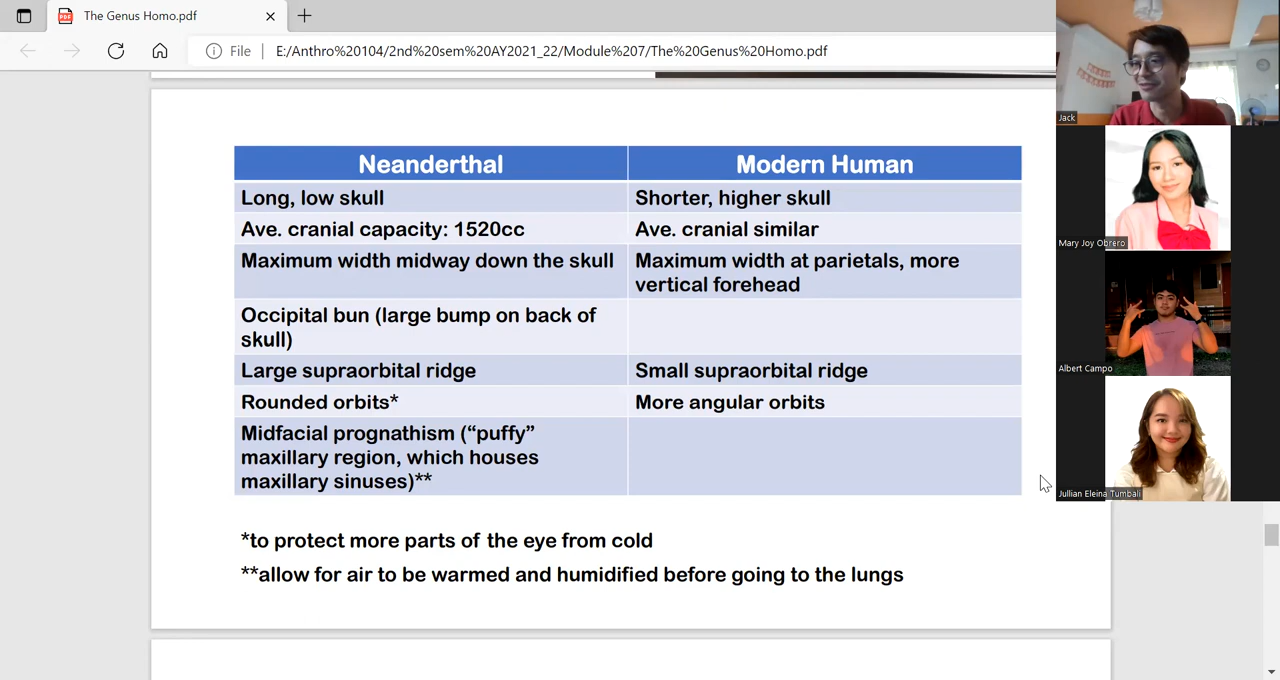 The Genus Homo.pdf
File
E:/Anthro%20104/2nd%20sem%20AY2021_22/Module%207/The%20Genus%20Homo.pdf
Neanderthal
Modern Human
Long, low skull
Shorter, higher skull
Ave. cranial capacity: 1520cc
Ave. cranial similar
Maximum width midway down the skull
Maximum width at parietals, more
vertical forehead
Occipital bun (large bump on back of
skull)
Large supraorbital ridge
Small supraorbital ridge
Rounded orbits*
More angular orbits
Midfacial prognathism (“puffy”
maxillary region, which houses
maxillary sinuses)**
*to protect more parts of the eye from cold
**allow for air to be warmed and humidified before going to the lungs
Jack
Mary Joy Obrero
Albert Campo
Jullian Eleina Tumbali